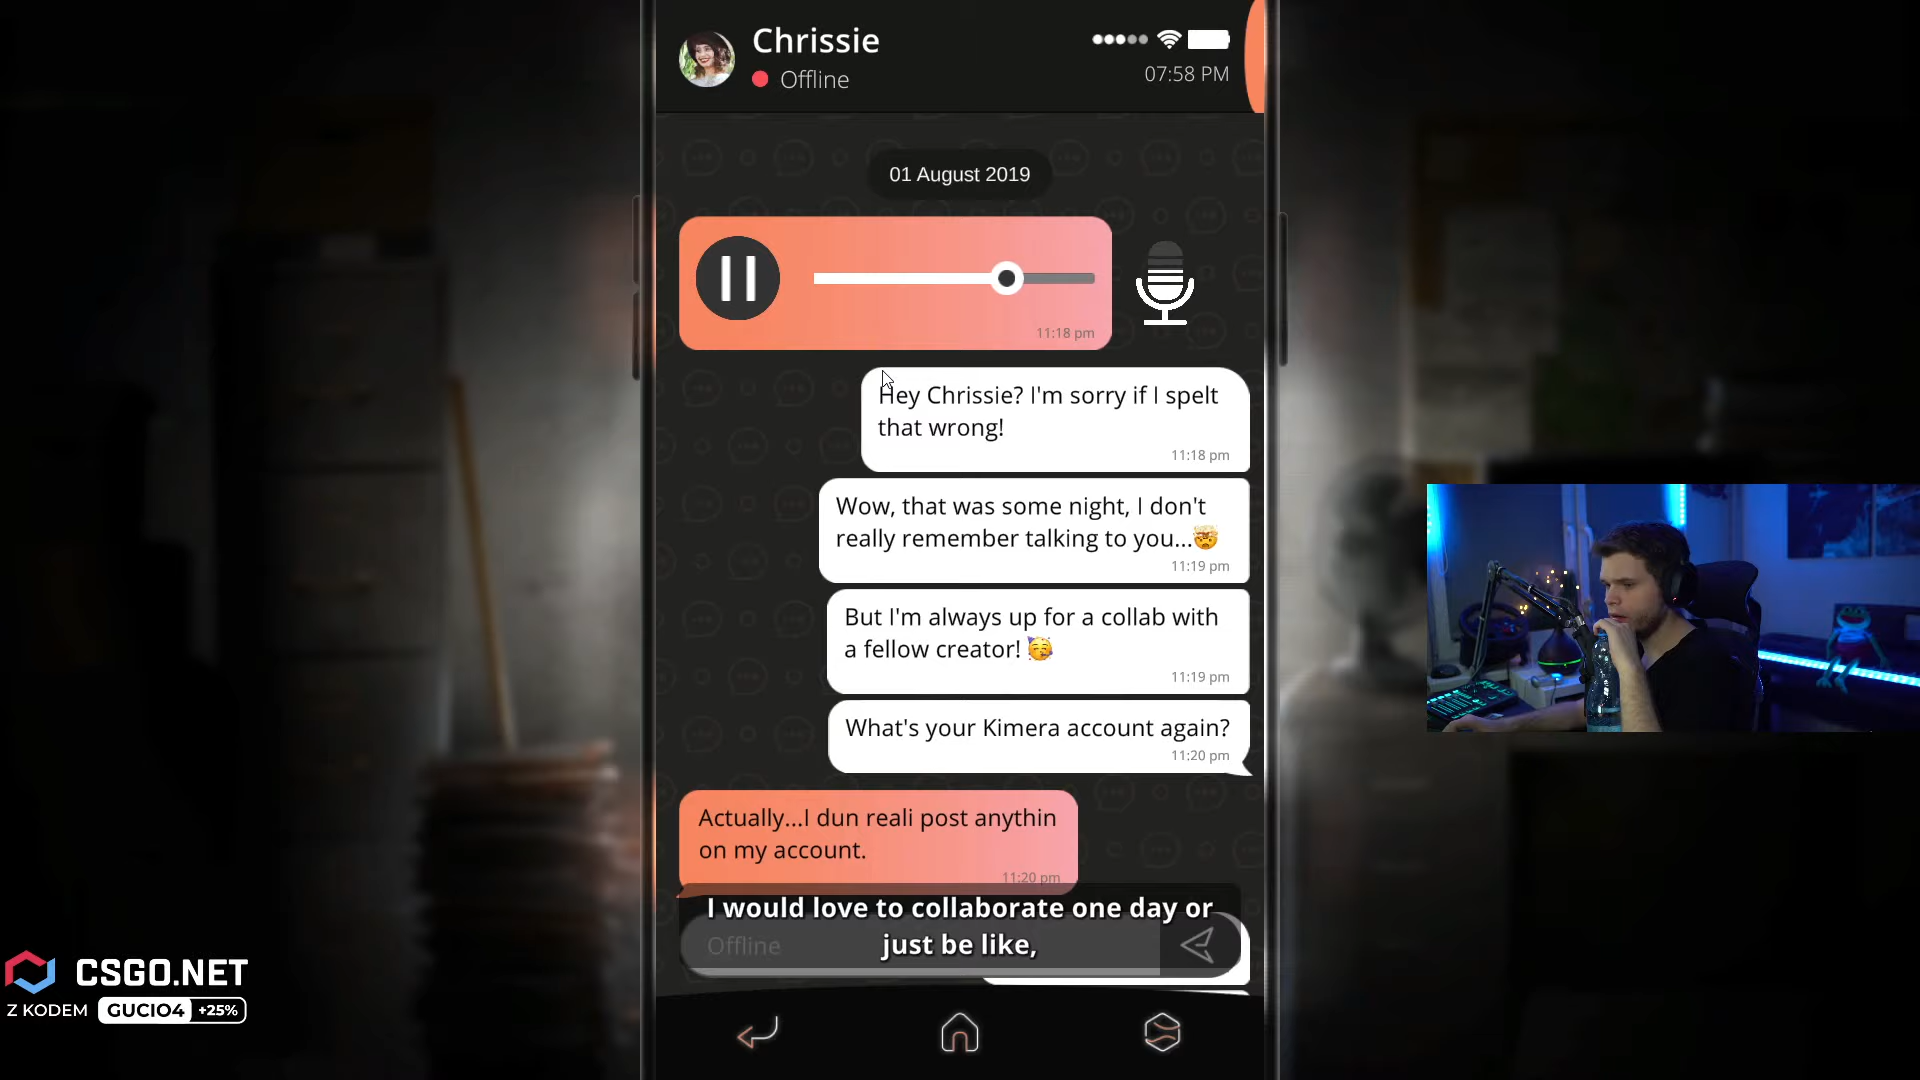 Chrissie
Offline
07:58 PM
01 August 2019
11:18 pm
Hey Chrissie? I'm sorry if I spelt
that wrong!
11:18 pm
Wow, that was some night, I don't
really remember talking to you...🤯
11:19 pm
But I'm always up for a collab with
a fellow creator! 🥳
11:19 pm
What's your Kimera account again?
11:20 pm
Actually...I dun reali post anythin
on my account.
11:20 pm
I would love to collaborate one day or
just be like,
Offline
CSGO.NET
Z KODEM GUCIO4 +25%